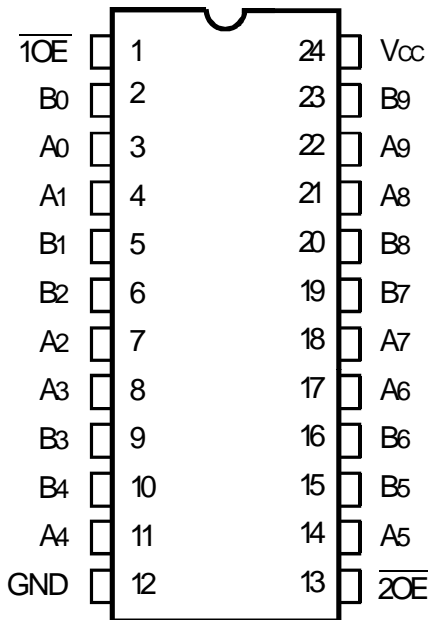 1OE 1 24 VCC
B0 2 23 B9
A0 3 22 A9
A1 4 21 A8
B1 5 20 B8
B2 6 19 B7
A2 7 18 A7
A3 8 17 A6
B3 9 16 B6
B4 10 15 B5
A4 11 14 A5
GND 12 13 2OE